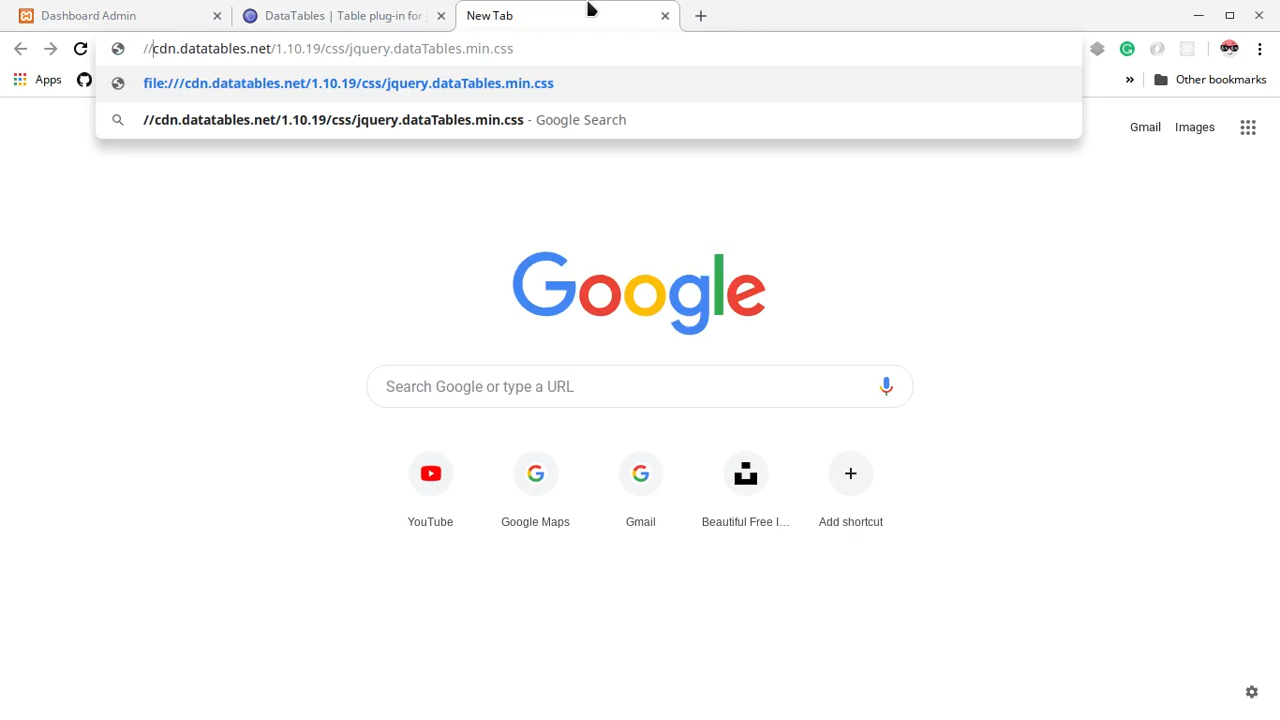 Dashboard Admin
DataTables | Table plug-in for j
New Tab
//cdn.datatables.net/1.10.19/css/jquery.dataTables.min.css
file:///cdn.datatables.net/1.10.19/css/jquery.dataTables.min.css
//cdn.datatables.net/1.10.19/css/jquery.dataTables.min.css - Google Search
Apps
»
Other bookmarks
Gmail
Images
Google
Search Google or type a URL
YouTube
Google Maps
Gmail
Beautiful Free I...
Add shortcut